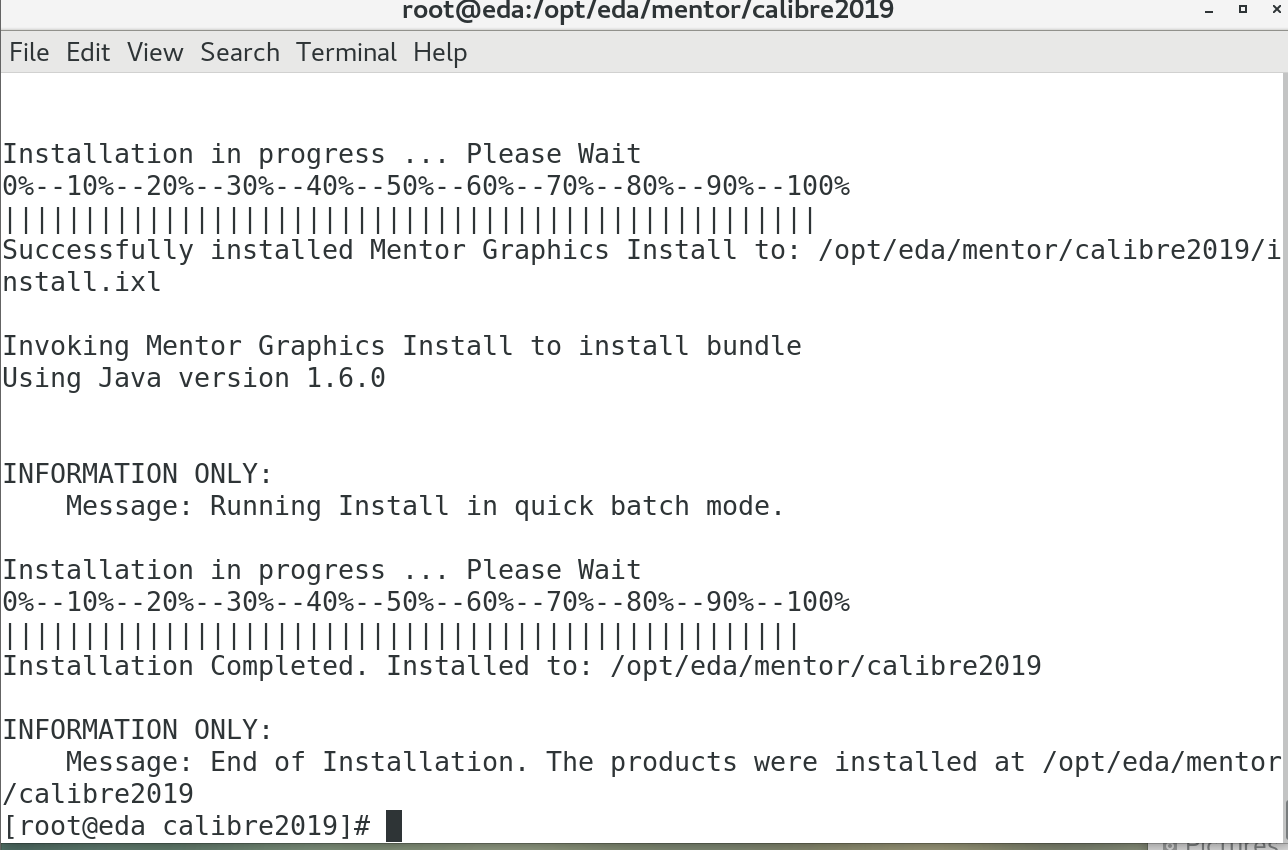 root@eda:/opt/eda/mentor/calibre2019
File Edit View Search Terminal Help
Installation in progress ... Please Wait
0%--10%--20%--30%--40%--50%--60%--70%--80%--90%--100%
|||||||||||||||||||||||||||||||||||||||||||||||||||
Successfully installed Mentor Graphics Install to: /opt/eda/mentor/calibre2019/i
nstall.ixl
Invoking Mentor Graphics Install to install bundle
Using Java version 1.6.0
INFORMATION ONLY:
    Message: Running Install in quick batch mode.
Installation in progress ... Please Wait
0%--10%--20%--30%--40%--50%--60%--70%--80%--90%--100%
||||||||||||||||||||||||||||||||||||||||||||||||||
Installation Completed. Installed to: /opt/eda/mentor/calibre2019
INFORMATION ONLY:
    Message: End of Installation. The products were installed at /opt/eda/mentor
/calibre2019
[root@eda calibre2019]#
Pictures